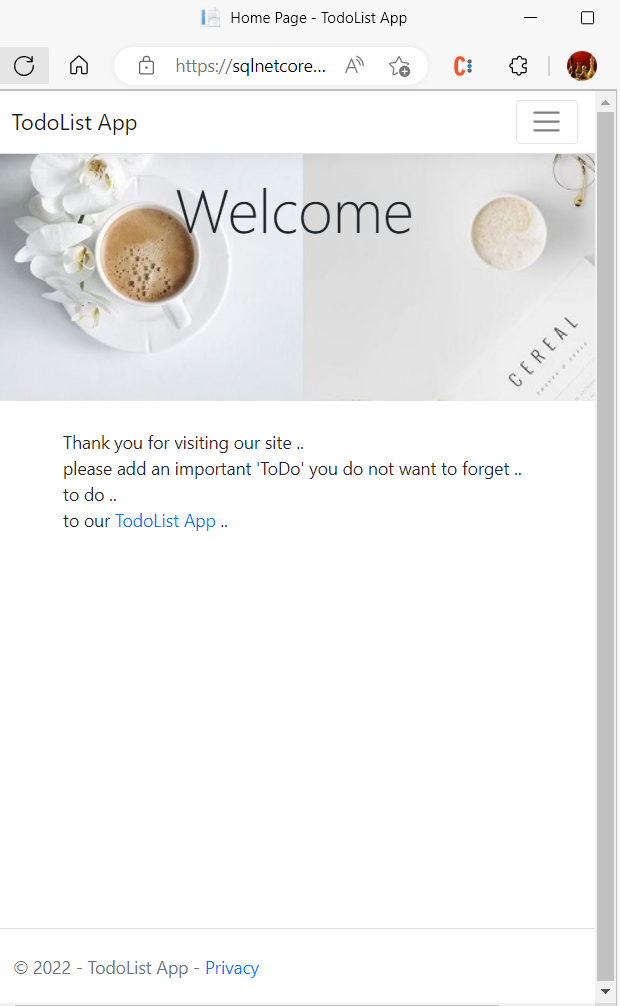 Home Page - TodoList App
https://sqlnetcore...
TodoList App
Welcome
CEREAL
Thank you for visiting our site ..
please add an important 'ToDo' you do not want to forget ..
to do ..
to our TodoList App ..
© 2022 - TodoList App - Privacy